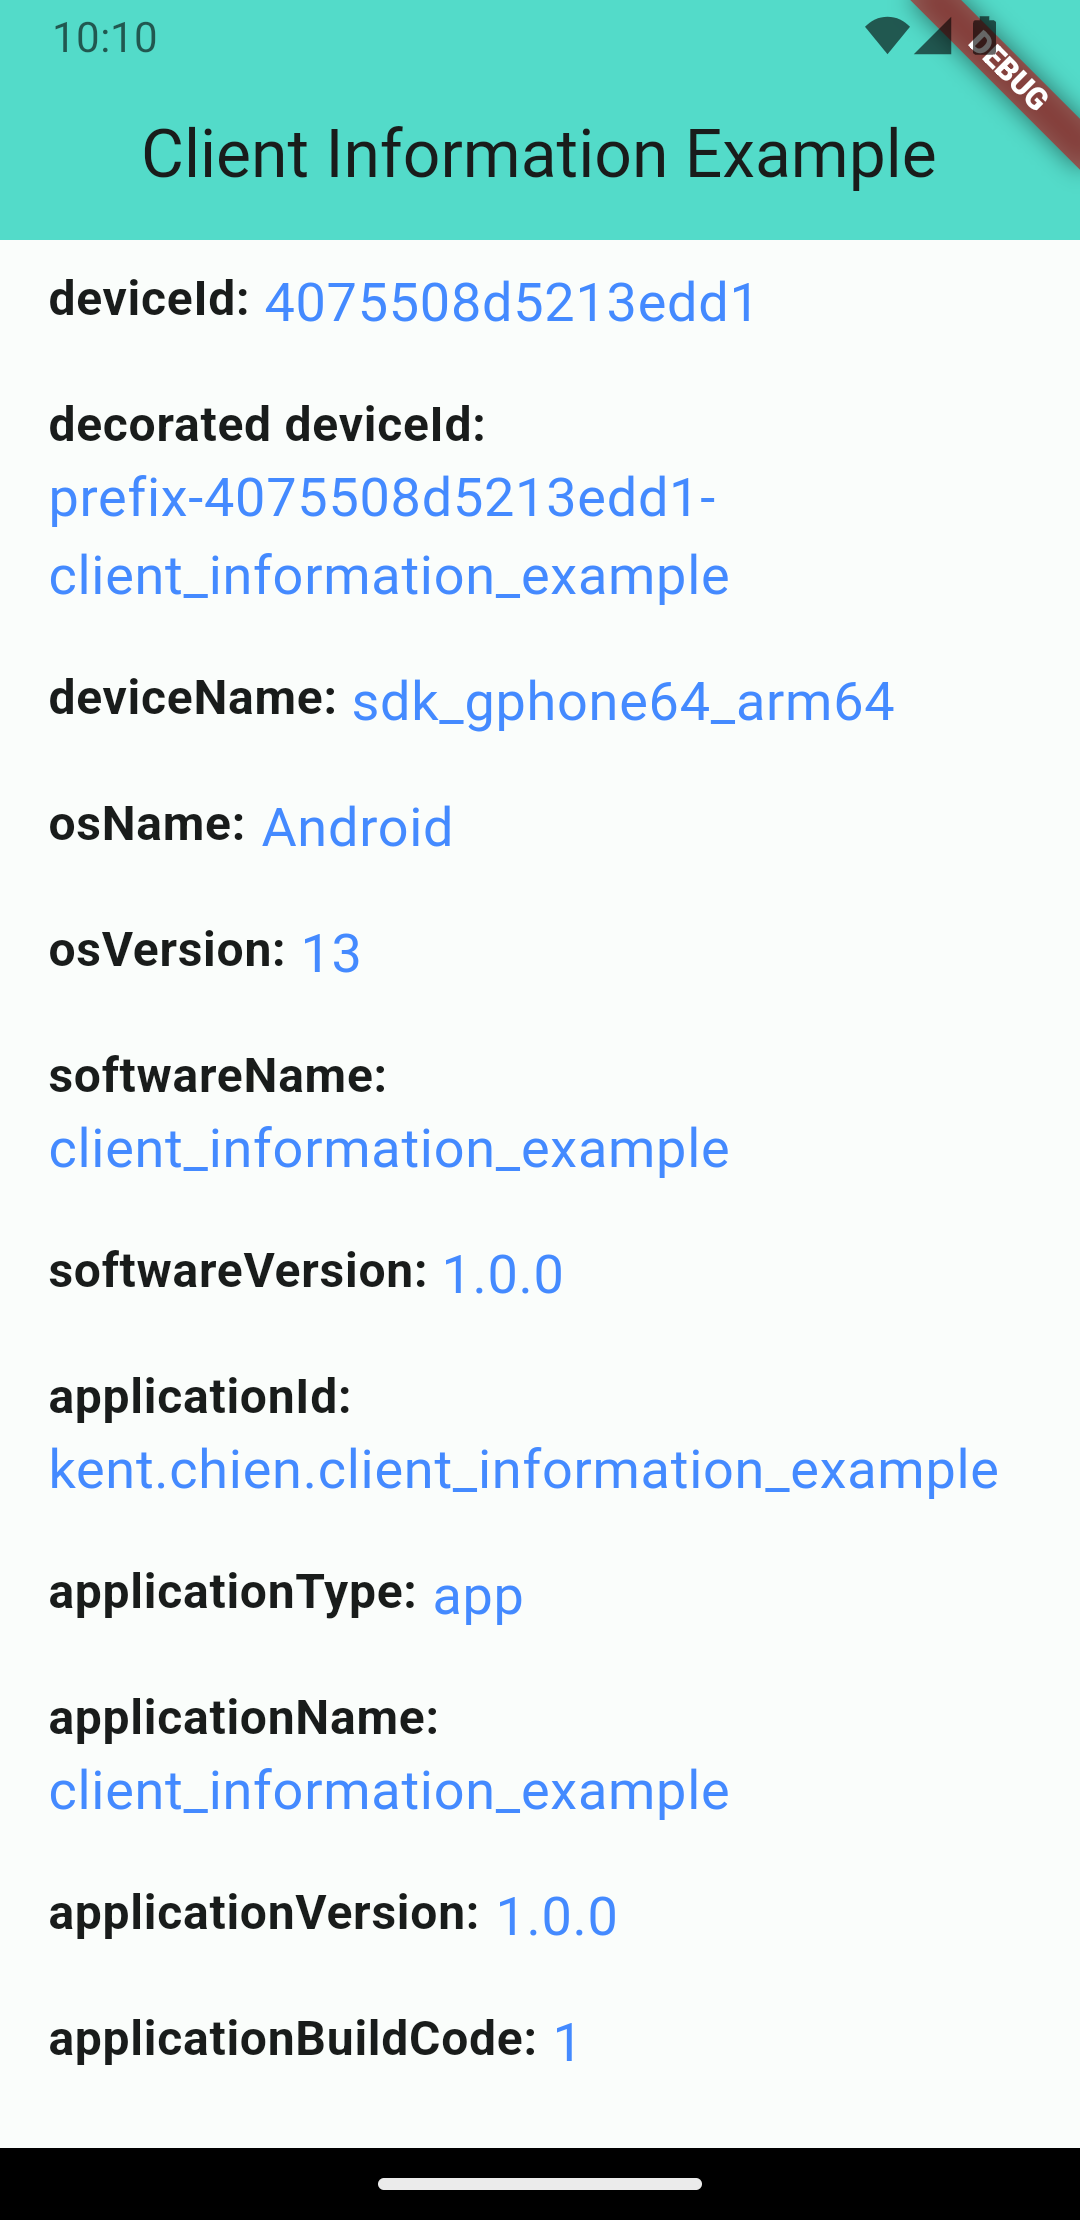 10:10
DEBUG
Client Information Example
deviceId: 4075508d5213edd1
decorated deviceId:
prefix-4075508d5213edd1-
client_information_example
deviceName: sdk_gphone64_arm64
osName: Android
osVersion: 13
softwareName:
client_information_example
softwareVersion: 1.0.0
applicationId:
kent.chien.client_information_example
applicationType: app
applicationName:
client_information_example
applicationVersion: 1.0.0
applicationBuildCode: 1